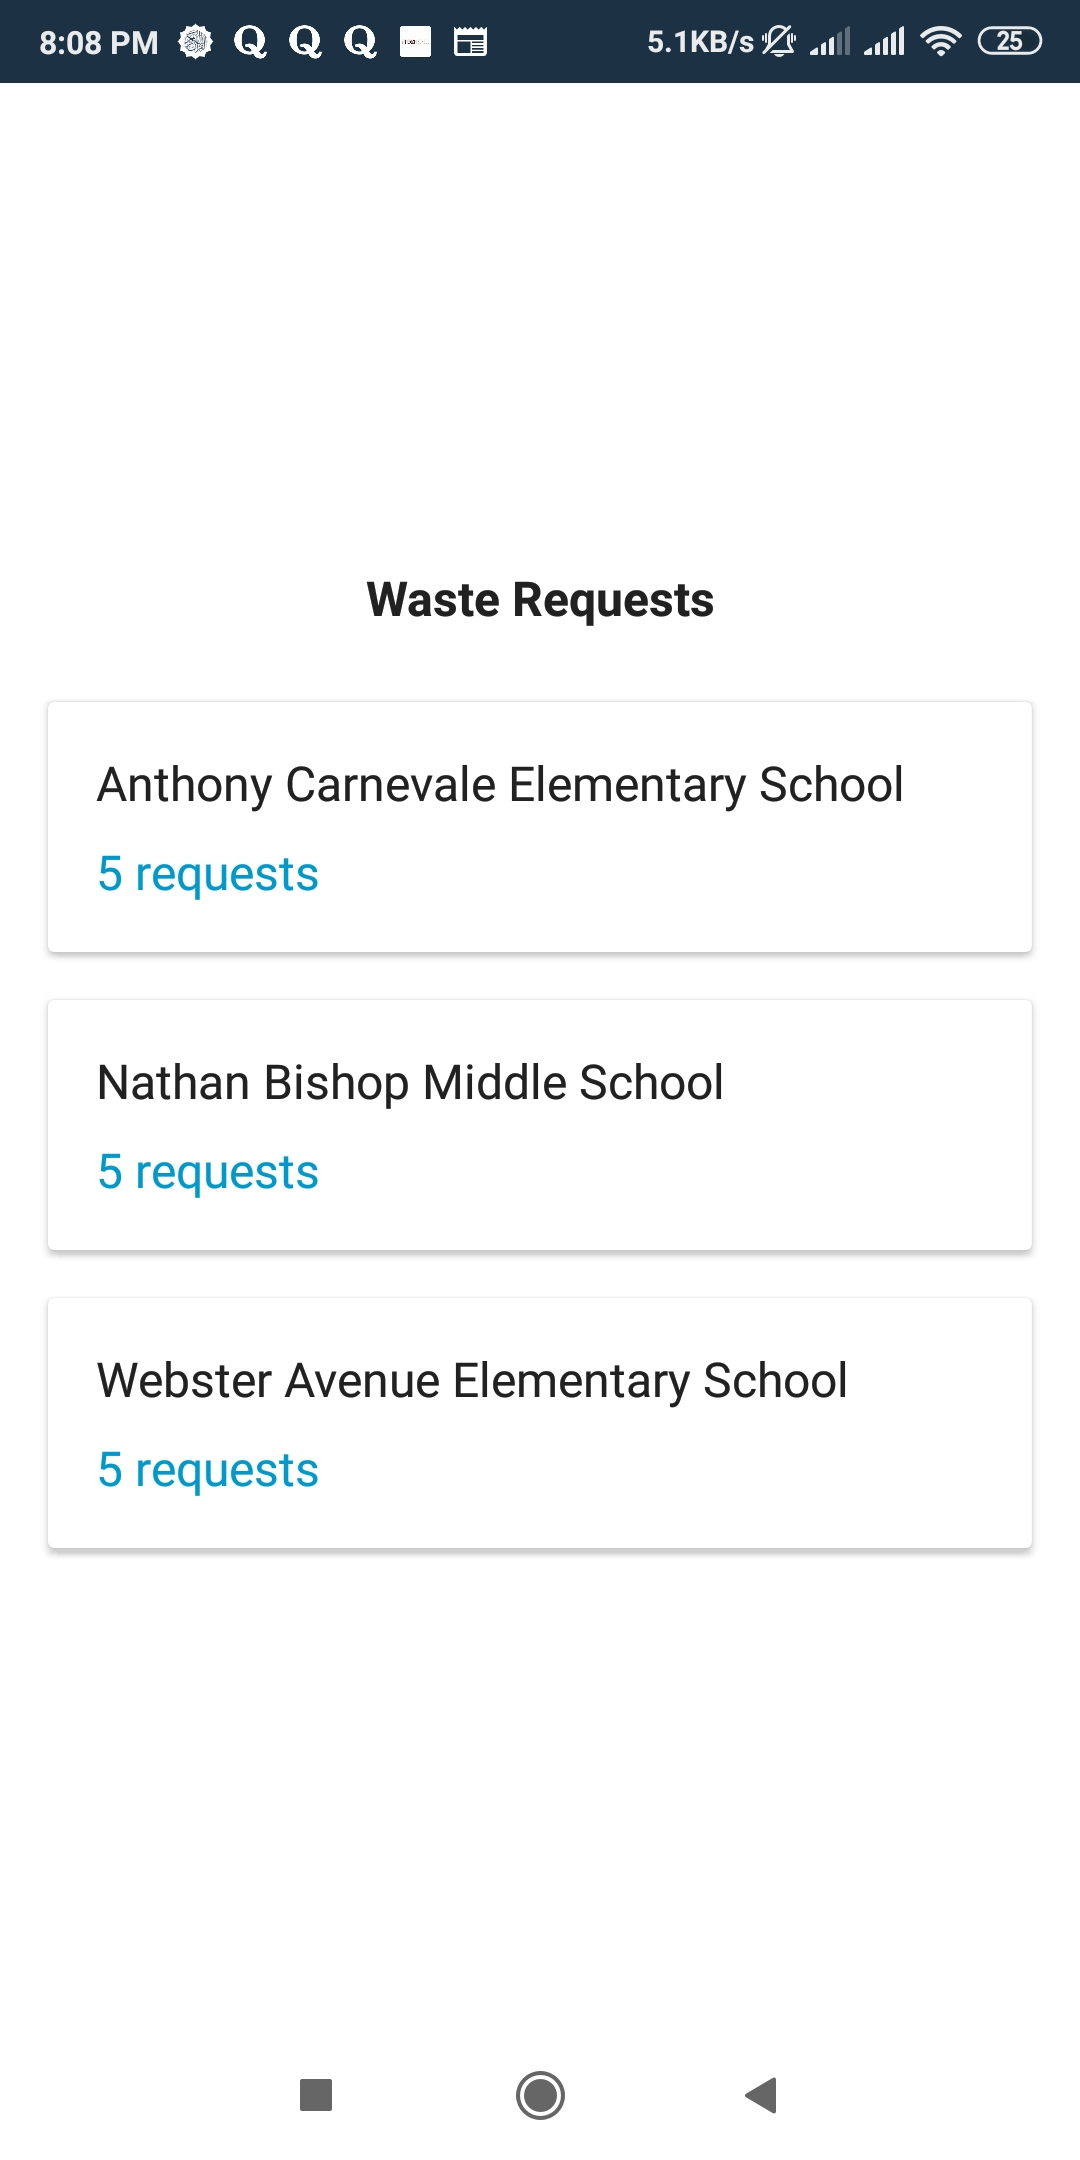 8:08 PM Q Q Q 5.1KB/s 25
Waste Requests
Anthony Carnevale Elementary School
5 requests
Nathan Bishop Middle School
5 requests
Webster Avenue Elementary School
5 requests